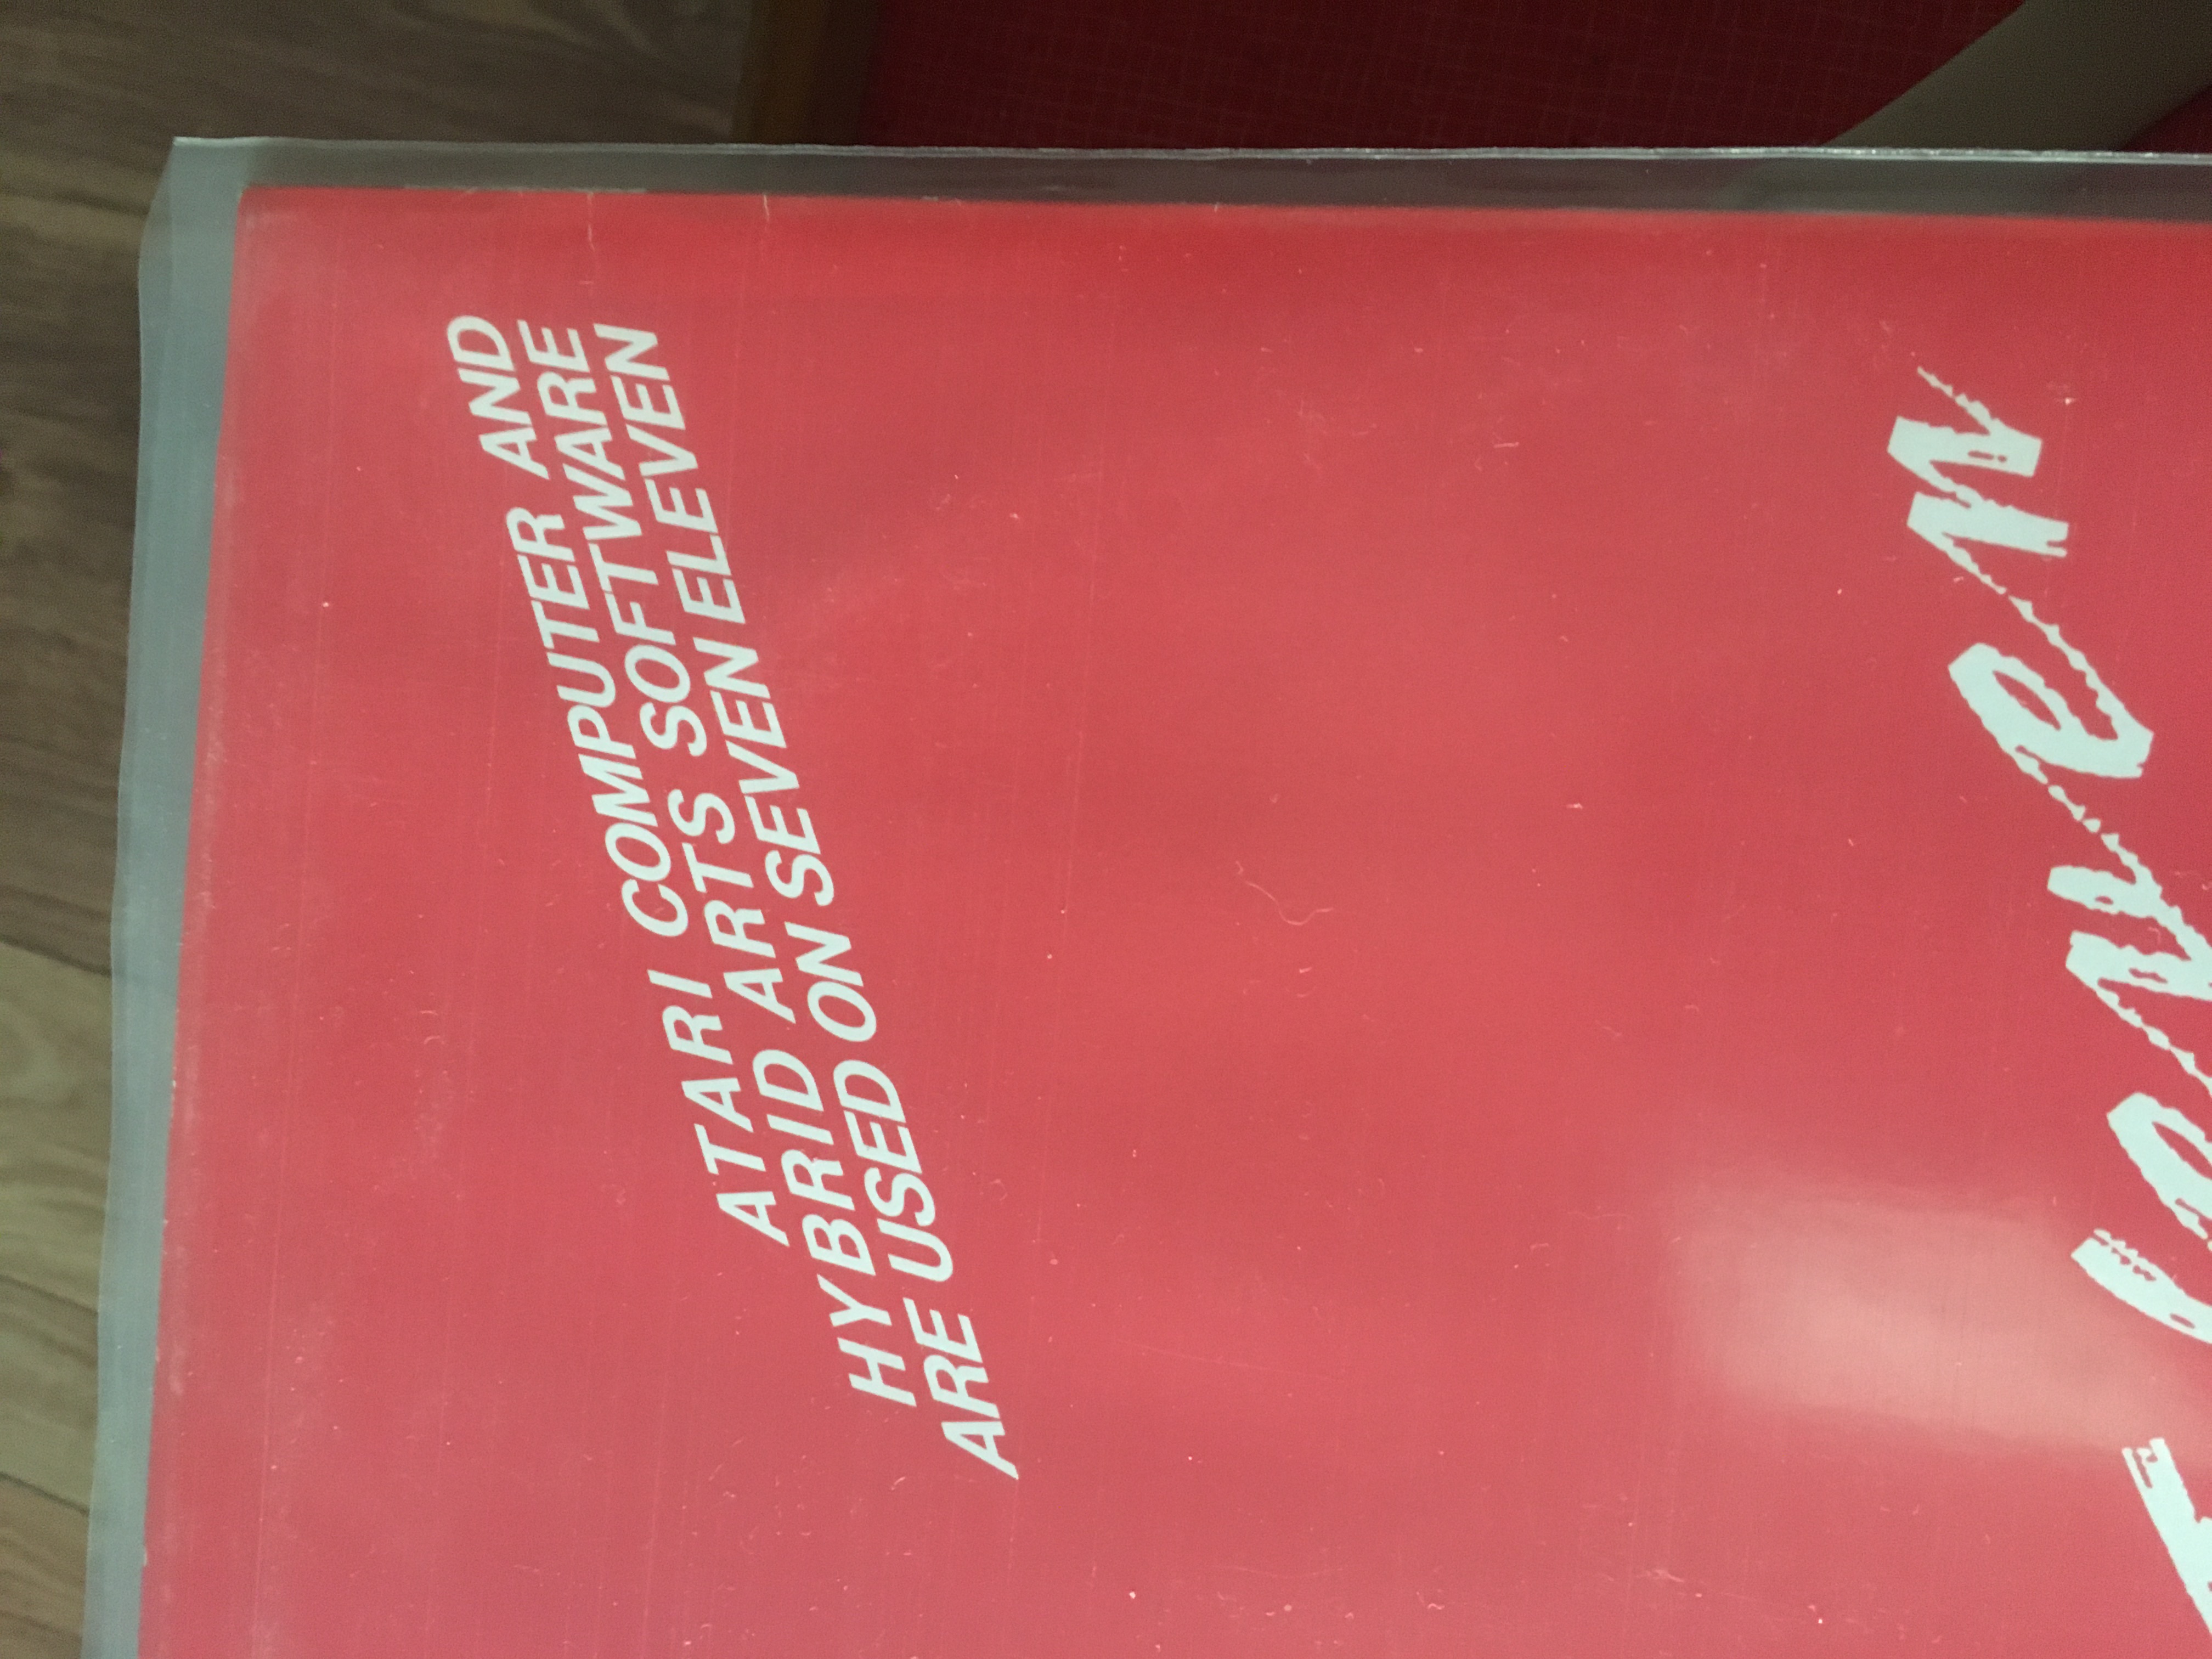 ATARI COMPUTER AND
HYBRID ARTS SOFTWARE
ARE USED ON SEVEN ELEVEN